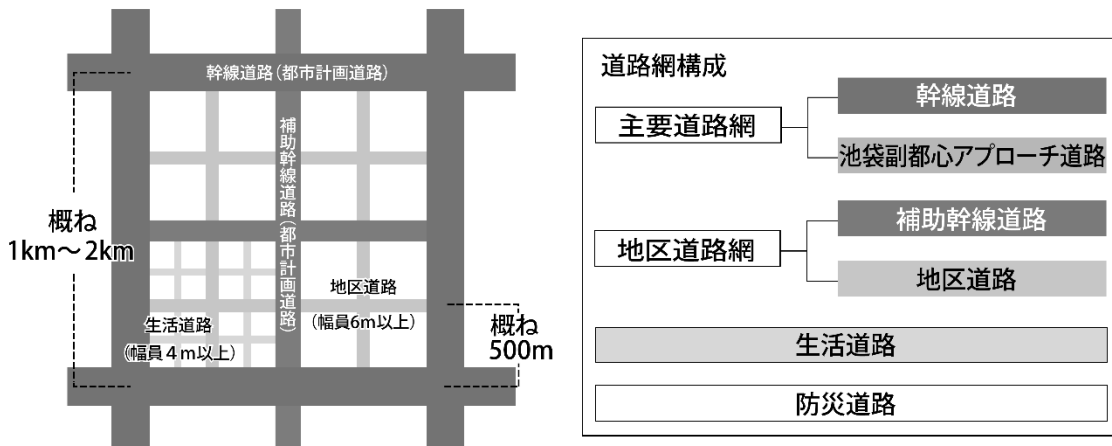 幹線道路(都市計画道路)
補助幹線道路(都市計画道路)
概ね
1km〜2km
地区道路
(幅員6m以上)
生活道路
(幅員4m以上)
概ね
500m
道路網構成
主要道路網
幹線道路
池袋副都心アプローチ道路
地区道路網
補助幹線道路
地区道路
生活道路
防災道路